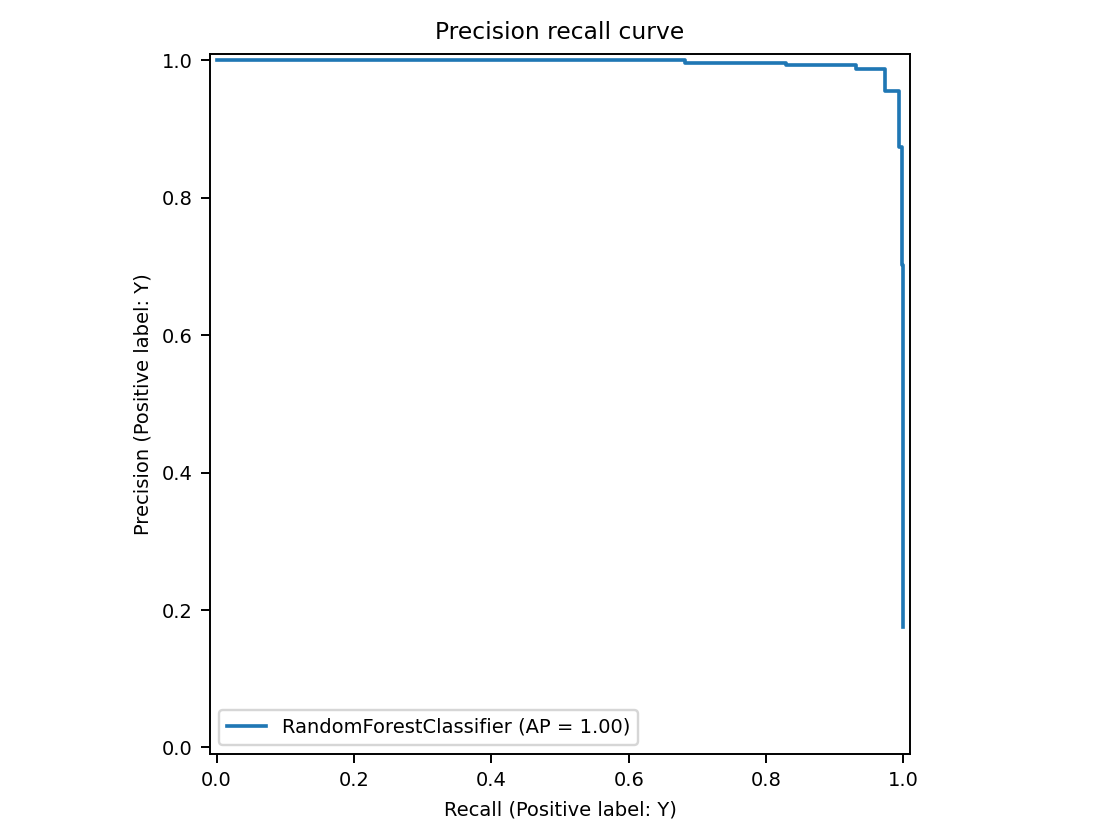 Precision recall curve
1.0
0.8
0.6
0.4
0.2
0.0
Precision (Positive label: Y)
RandomForestClassifier (AP = 1.00)
0.0 0.2 0.4 0.6 0.8 1.0
Recall (Positive label: Y)